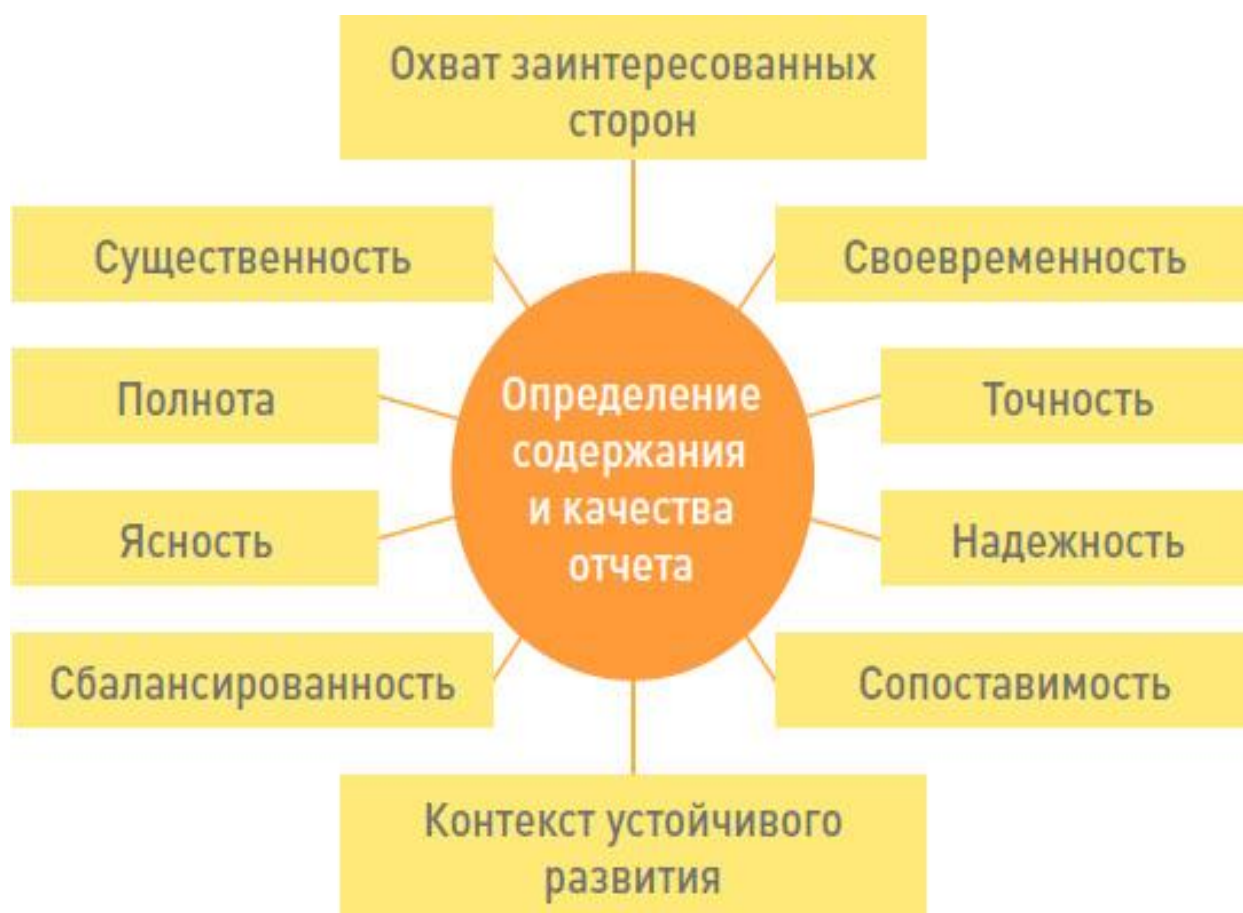 Охват заинтересованных
сторон
Существенность
Своевременность
Полнота
Точность
Определение
содержания
и качества
отчета
Ясность
Надежность
Сбалансированность
Сопоставимость
Контекст устойчивого
развития